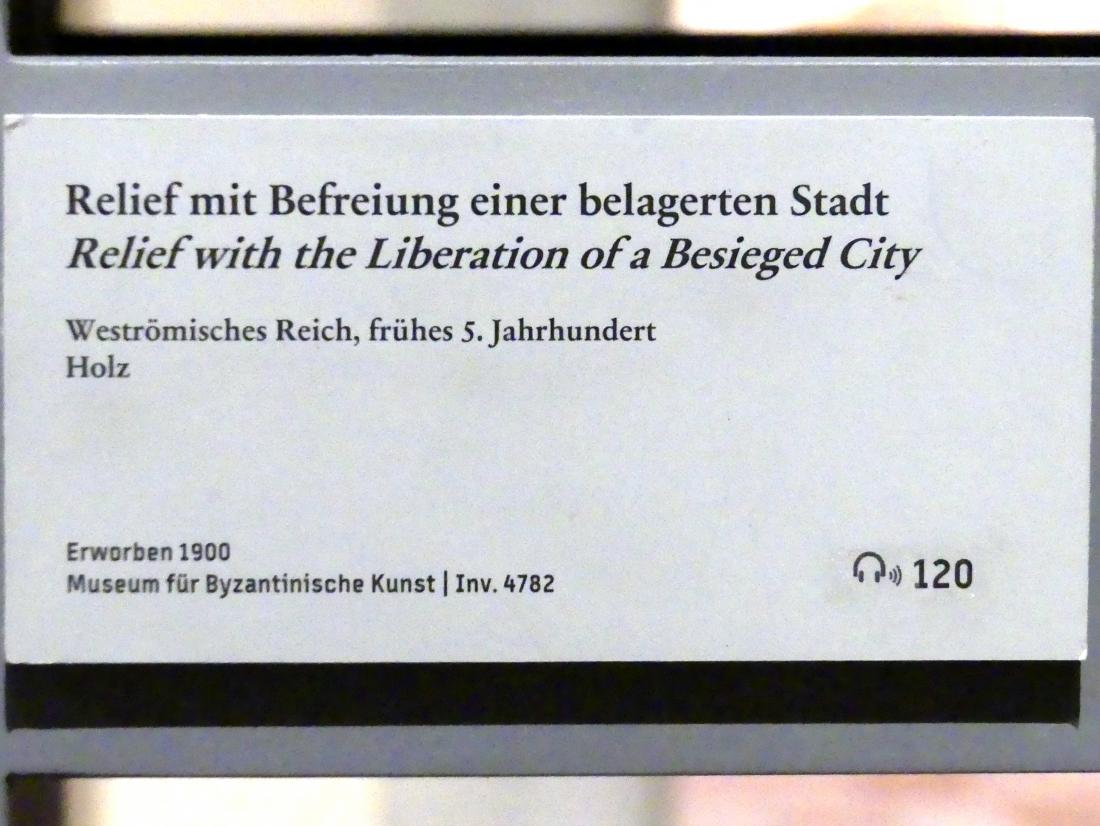 Relief mit Befreiung einer belagerten Stadt
Relief with the Liberation of a Besieged City
Weströmisches Reich, frühes 5. Jahrhundert
Holz
Erworben 1900
Museum für Byzantinische Kunst | Inv. 4782
120